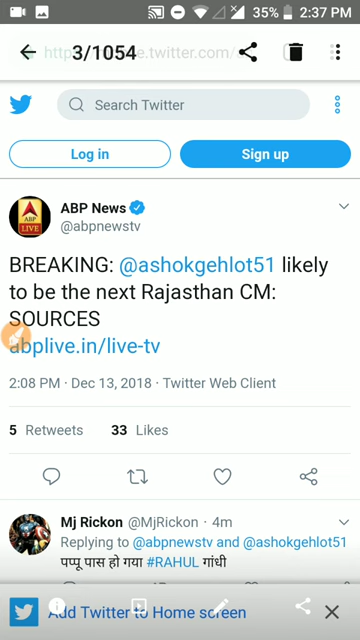 35% 2:37 PM
3/1054
Search Twitter
Log in Sign up
ABP LIVE
ABP News
@abpnewstv
BREAKING: @ashokgehlot51 likely
to be the next Rajasthan CM:
SOURCES
abplive.in/live-tv
2:08 PM · Dec 13, 2018 · Twitter Web Client
5 Retweets 33 Likes
Mj Rickon @MjRickon · 4m
Replying to @abpnewstv and @ashokgehlot51
पप्पू पास हो गया #RAHUL गांधी
Add Twitter to Home screen